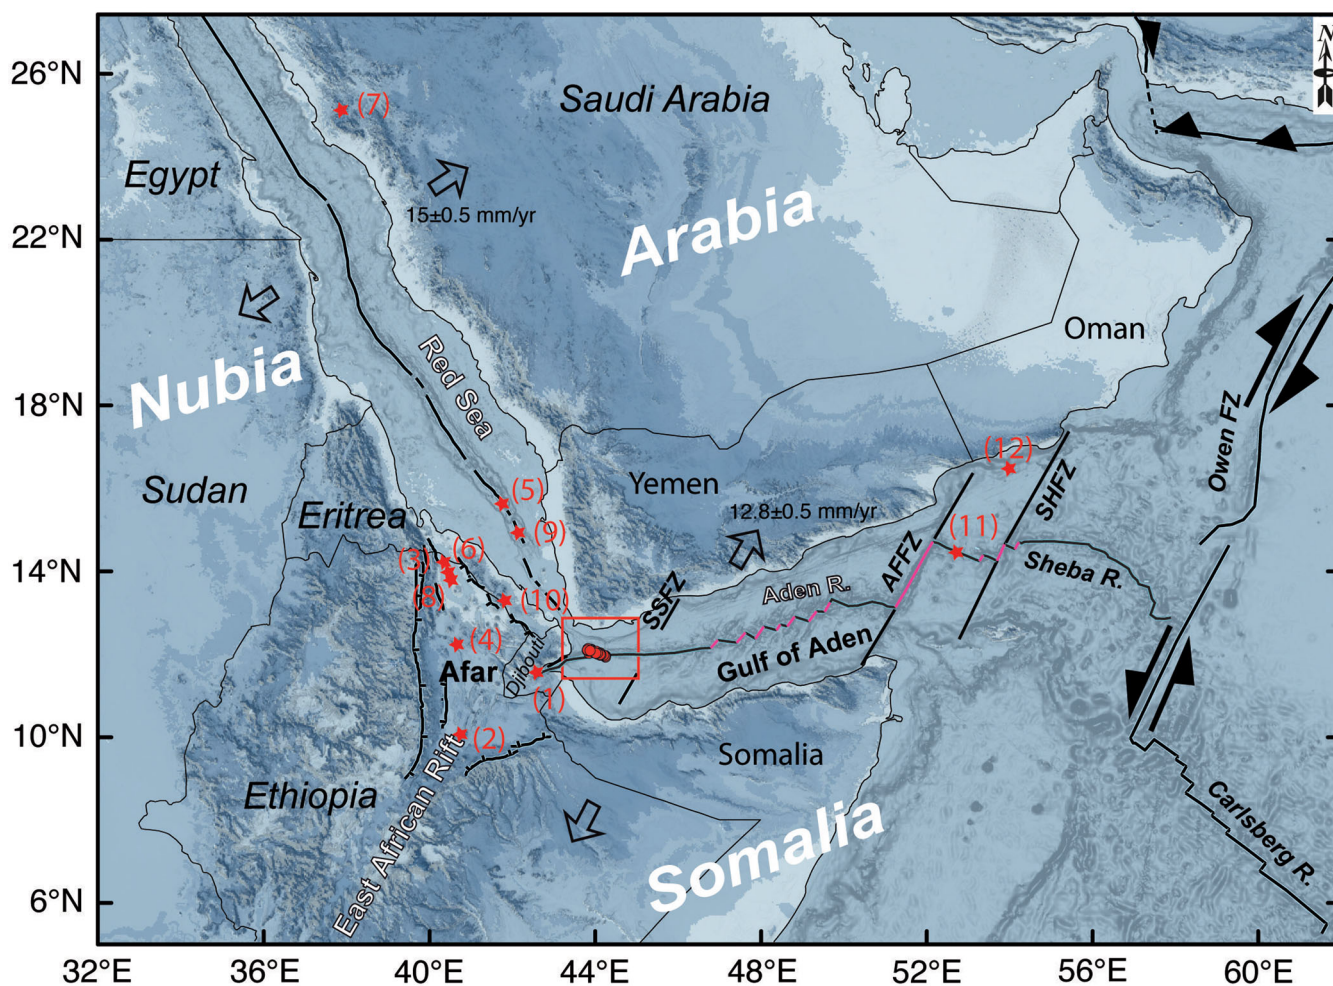 N
26°N
22°N
18°N
14°N
10°N
6°N
(7)
Saudi Arabia
Egypt
15±0.5 mm/yr
Arabia
Oman
Nubia
Red Sea
Owen FZ
Sudan
Eritrea
(5)
Yemen
(12)
SHFZ
(9)
12.8±0.5 mm/yr
(11)
(3)
(6)
AFFZ
Sheba R.
(8)
(10)
SSFZ
Aden R.
(4)
Afar
Djibouti
Gulf of Aden
(1)
(2)
Somalia
Ethiopia
East African Rift
Carlsberg R.
Somalia
32°E
36°E
40°E
44°E
48°E
52°E
56°E
60°E